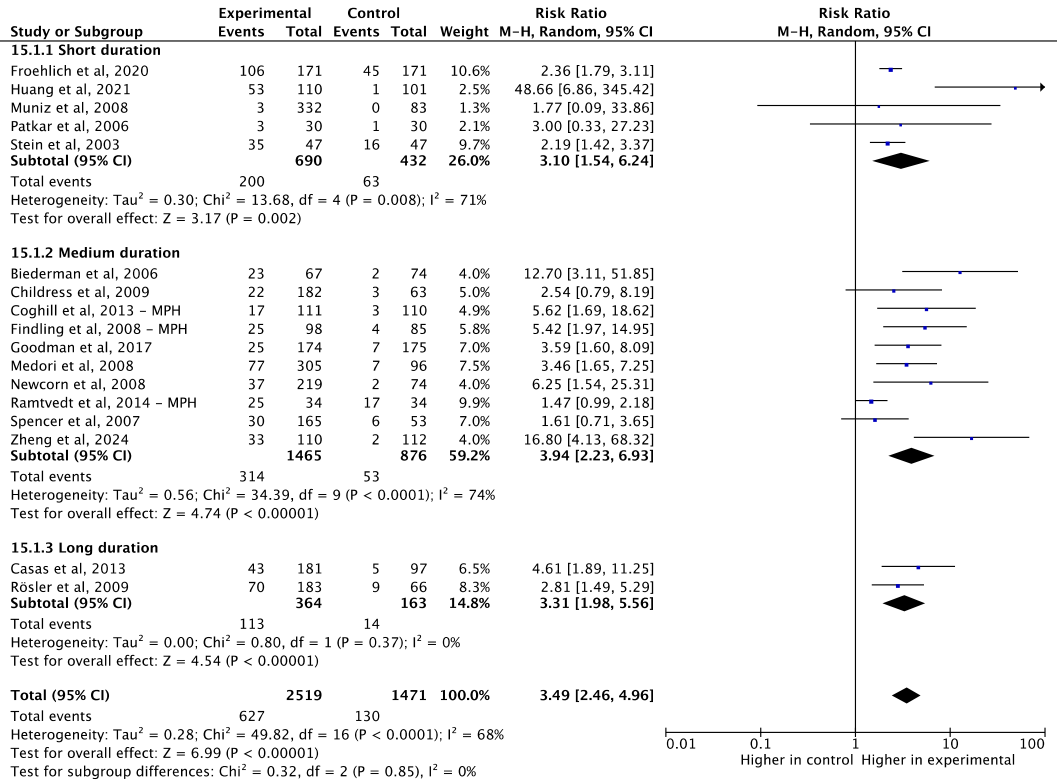 Experimental Control Risk Ratio Risk Ratio
Study or Subgroup Events Total Events Total Weight M-H, Random, 95% CI M-H, Random, 95% CI
15.1.1 Short duration
Froehlich et al, 2020 106 171 45 171 10.6% 2.36 [1.79, 3.11]
Huang et al, 2021 53 110 1 101 2.5% 48.66 [6.86, 345.42]
Muniz et al, 2008 3 332 0 83 1.3% 1.77 [0.09, 33.86]
Patkar et al, 2006 3 30 1 30 2.1% 3.00 [0.33, 27.23]
Stein et al, 2003 35 47 16 47 9.7% 2.19 [1.42, 3.37]
Subtotal (95% CI) 690 432 26.0% 3.10 [1.54, 6.24]
Total events 200 63
Heterogeneity: Tau² = 0.30; Chi² = 13.68, df = 4 (P = 0.008); I² = 71%
Test for overall effect: Z = 3.17 (P = 0.002)
15.1.2 Medium duration
Biederman et al, 2006 23 67 2 74 4.0% 12.70 [3.11, 51.85]
Childress et al, 2009 22 182 3 63 5.0% 2.54 [0.79, 8.19]
Coghill et al, 2013 – MPH 17 111 3 110 4.9% 5.62 [1.69, 18.62]
Findling et al, 2008 – MPH 25 98 4 85 5.8% 5.42 [1.97, 14.95]
Goodman et al, 2017 25 174 7 175 7.0% 3.59 [1.60, 8.09]
Medori et al, 2008 77 305 7 96 7.5% 3.46 [1.65, 7.25]
Newcorn et al, 2008 37 219 2 74 4.0% 6.25 [1.54, 25.31]
Ramtvedt et al, 2014 – MPH 25 34 17 34 9.9% 1.47 [0.99, 2.18]
Spencer et al, 2007 30 165 6 53 7.0% 1.61 [0.71, 3.65]
Zheng et al, 2024 33 110 2 112 4.0% 16.80 [4.13, 68.32]
Subtotal (95% CI) 1465 876 59.2% 3.94 [2.23, 6.93]
Total events 314 53
Heterogeneity: Tau² = 0.56; Chi² = 34.39, df = 9 (P < 0.0001); I² = 74%
Test for overall effect: Z = 4.74 (P < 0.00001)
15.1.3 Long duration
Casas et al, 2013 43 181 5 97 6.5% 4.61 [1.89, 11.25]
Rösler et al, 2009 70 183 9 66 8.3% 2.81 [1.49, 5.29]
Subtotal (95% CI) 364 163 14.8% 3.31 [1.98, 5.56]
Total events 113 14
Heterogeneity: Tau² = 0.00; Chi² = 0.80, df = 1 (P = 0.37); I² = 0%
Test for overall effect: Z = 4.54 (P < 0.00001)
Total (95% CI) 2519 1471 100.0% 3.49 [2.46, 4.96]
Total events 627 130
Heterogeneity: Tau² = 0.28; Chi² = 49.82, df = 16 (P < 0.0001); I² = 68%
Test for overall effect: Z = 6.99 (P < 0.00001)
Test for subgroup differences: Chi² = 0.32, df = 2 (P = 0.85), I² = 0%
0.01 0.1 1 10 100
Higher in control Higher in experimental